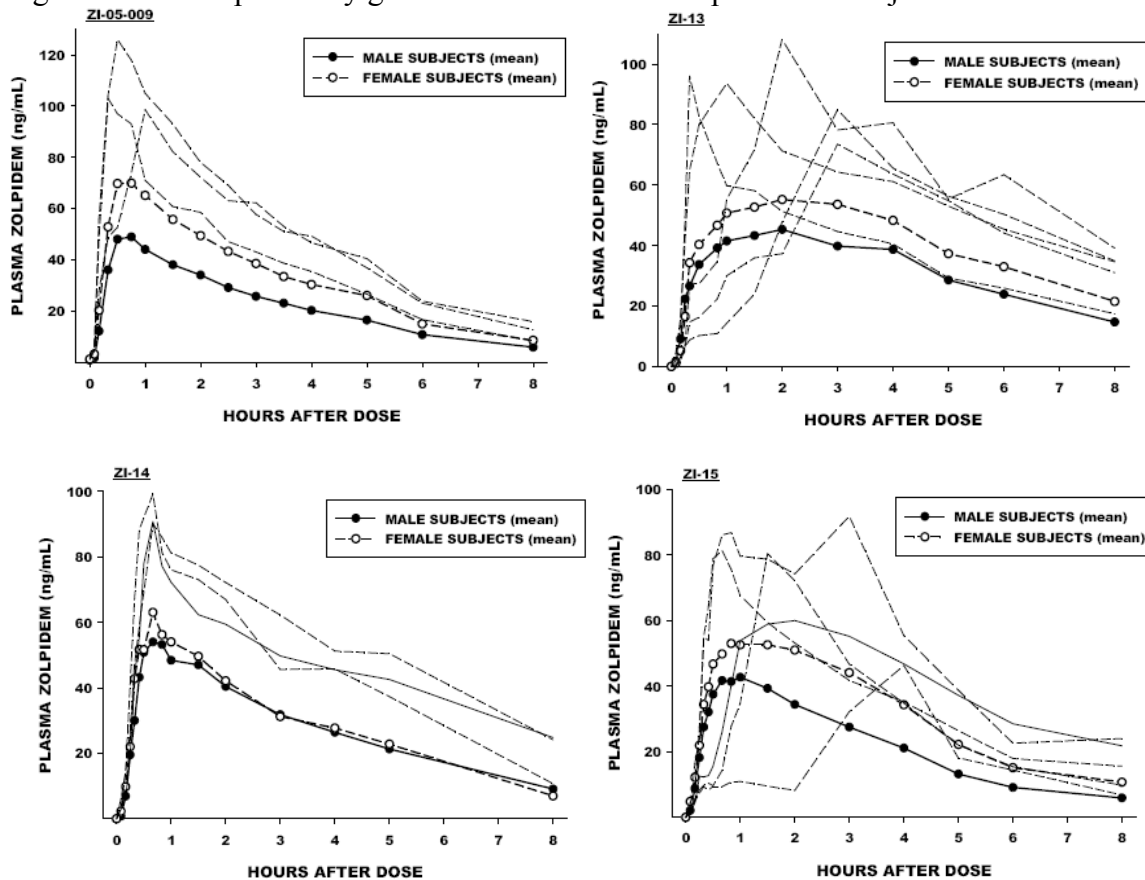 ZI-05-009
MALE SUBJECTS (mean)
FEMALE SUBJECTS (mean)
PLASMA ZOLPIDEM (ng/mL)
120
100
80
60
40
20
0 1 2 3 4 5 6 7 8
HOURS AFTER DOSE
ZI-13
MALE SUBJECTS (mean)
FEMALE SUBJECTS (mean)
PLASMA ZOLPIDEM (ng/mL)
100
80
60
40
20
0
0 1 2 3 4 5 6 7 8
HOURS AFTER DOSE
ZI-14
MALE SUBJECTS (mean)
FEMALE SUBJECTS (mean)
PLASMA ZOLPIDEM (ng/mL)
100
80
60
40
20
0 1 2 3 4 5 6 7 8
HOURS AFTER DOSE
ZI-15
MALE SUBJECTS (mean)
FEMALE SUBJECTS (mean)
PLASMA ZOLPIDEM (ng/mL)
100
80
60
40
20
0 1 2 3 4 5 6 7 8
HOURS AFTER DOSE